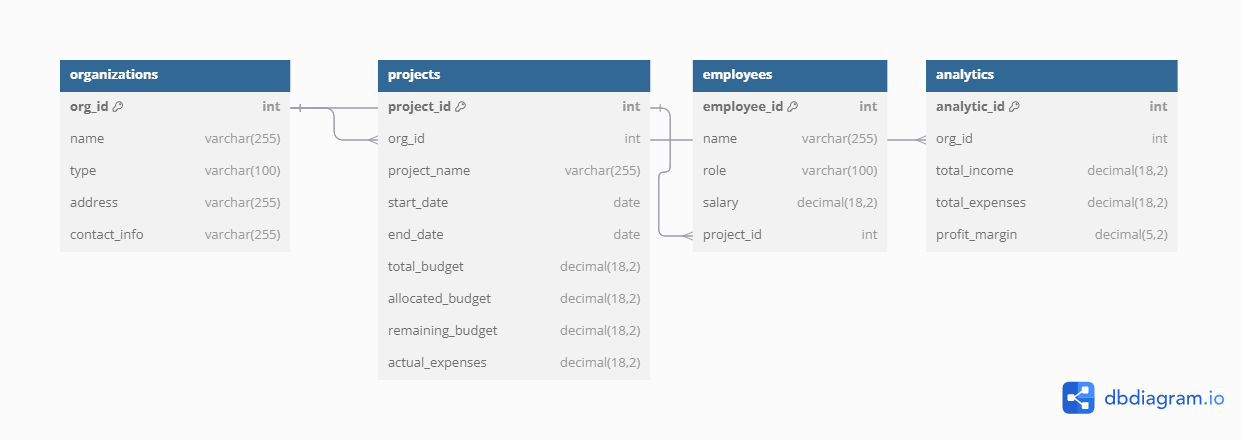 organizations
org_id int
name varchar(255)
type varchar(100)
address varchar(255)
contact_info varchar(255)
projects
project_id int
org_id int
project_name varchar(255)
start_date date
end_date date
total_budget decimal(18,2)
allocated_budget decimal(18,2)
remaining_budget decimal(18,2)
actual_expenses decimal(18,2)
employees
employee_id int
name varchar(255)
role varchar(100)
salary decimal(18,2)
project_id int
analytics
analytic_id int
org_id int
total_income decimal(18,2)
total_expenses decimal(18,2)
profit_margin decimal(5,2)
dbdiagram.io